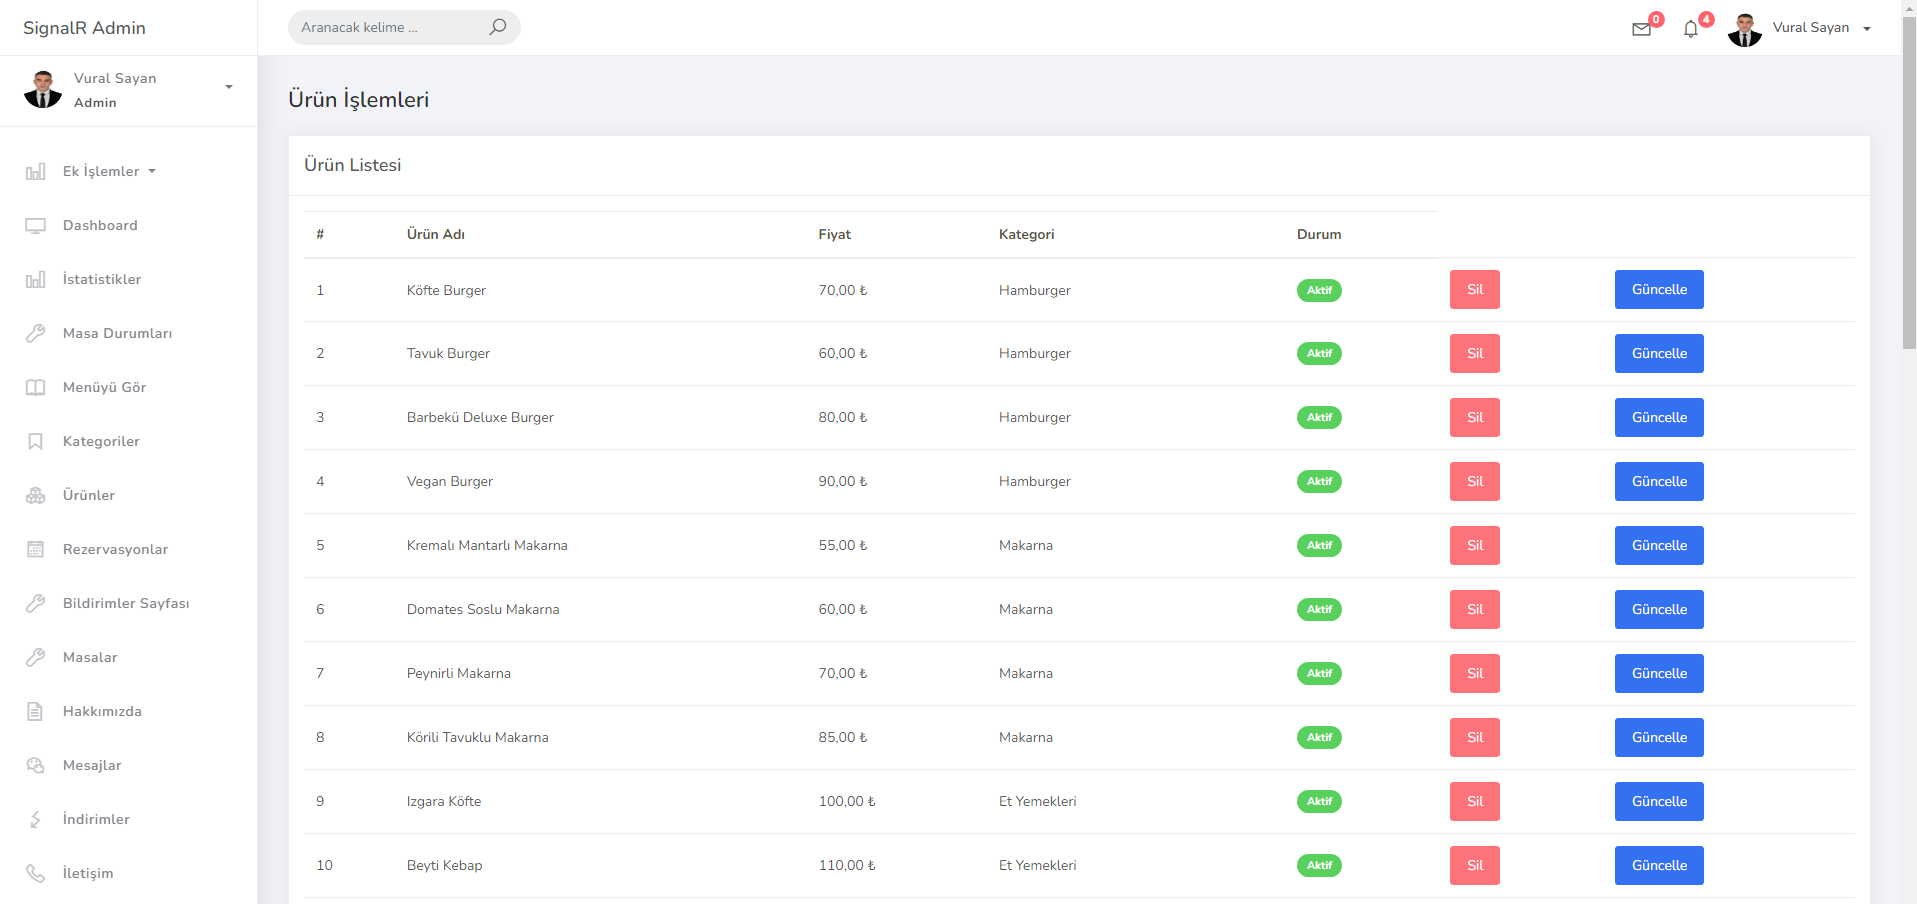 SignalR Admin
Aranacak kelime ...
0
4
Vural Sayan
Vural Sayan
Admin
Ek İşlemler
Dashboard
İstatistikler
Masa Durumları
Menüyü Gör
Kategoriler
Ürünler
Rezervasyonlar
Bildirimler Sayfası
Masalar
Hakkımızda
Mesajlar
İndirimler
İletişim
Ürün İşlemleri
Ürün Listesi
# Ürün Adı Fiyat Kategori Durum
1 Köfte Burger 70,00 ₺ Hamburger Aktif Sil Güncelle
2 Tavuk Burger 60,00 ₺ Hamburger Aktif Sil Güncelle
3 Barbekü Deluxe Burger 80,00 ₺ Hamburger Aktif Sil Güncelle
4 Vegan Burger 90,00 ₺ Hamburger Aktif Sil Güncelle
5 Kremalı Mantarlı Makarna 55,00 ₺ Makarna Aktif Sil Güncelle
6 Domates Soslu Makarna 60,00 ₺ Makarna Aktif Sil Güncelle
7 Peynirli Makarna 70,00 ₺ Makarna Aktif Sil Güncelle
8 Körili Tavuklu Makarna 85,00 ₺ Makarna Aktif Sil Güncelle
9 Izgara Köfte 100,00 ₺ Et Yemekleri Aktif Sil Güncelle
10 Beyti Kebap 110,00 ₺ Et Yemekleri Aktif Sil Güncelle